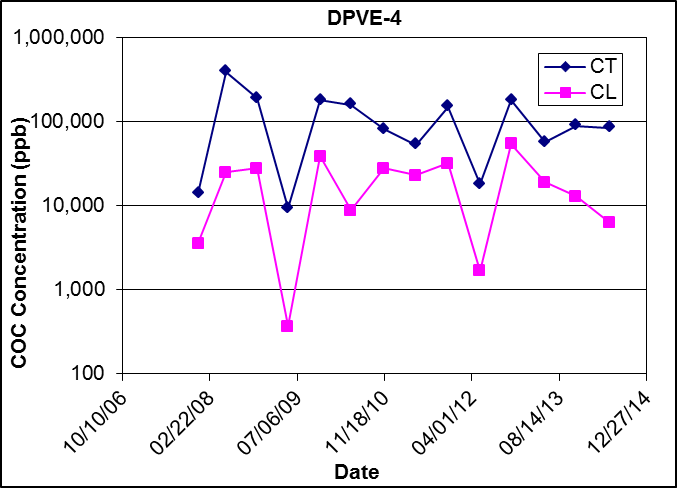 DPVE-4
1,000,000
100,000
10,000
1,000
100
COC Concentration (ppb)
CT
CL
10/10/06
02/22/08
07/06/09
11/18/10
04/01/12
08/14/13
12/27/14
Date